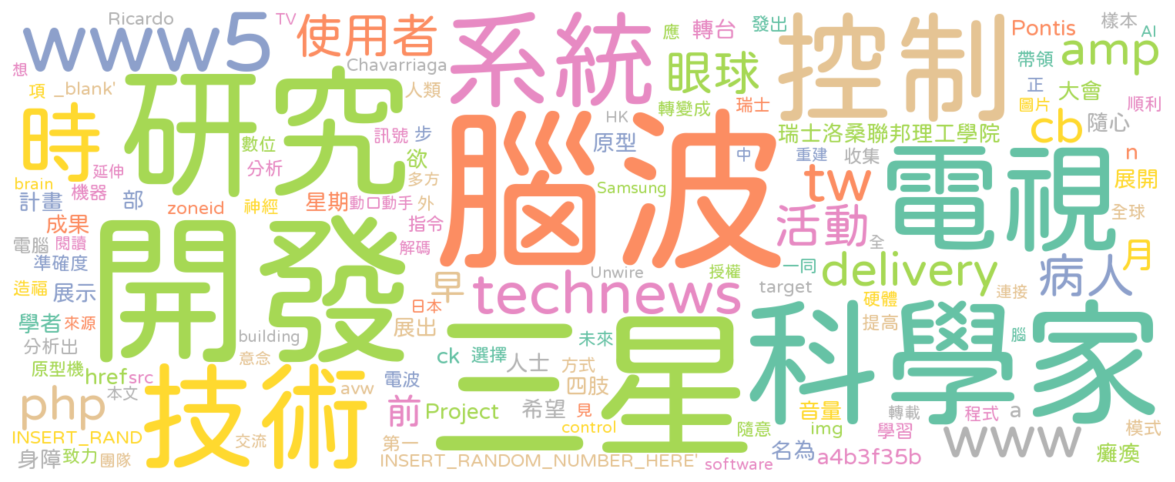 Ricardo
TV
應
轉台
發出
樣本
AI
www5
使用者
系統
眼球
控制
Pontis
帶領
amp
想
項
_blank'
Chavarriaga
人類
轉變成
瑞士
正
大會
圖片
順利
時
研究
數位
訊號
步
HK
原型
腦波
瑞士洛桑聯邦理工學院
cb
隨心
延伸
分析
欲
中
重建
收集
n
brain
機器
神經
多方
Samsung
tw
電視
展開
計畫
部
zoneid
星期
動口動手
外
活動
全球
成果
指令
電腦
閱讀
開發
解碼
technews
Unwire
授權
一同
全
delivery
病人
月
準確度
早
target
硬體
連接
造福
展示
日本
提高
學者
來源
展出
三星
未來
腦
科學家
分析出
building
意念
ck
選擇
人士
方式
原型機
href
src
技術
avw
電波
四肢
php
本文
前
Project
希望
見
音量
轉載
程式
a
www
模式
INSERT_RAND
交流
第一
control
隨意
img
學習
身障
致力
團隊
INSERT_RANDOM_NUMBER_HERE'
software
名為
a4b3f35b
癱瘓